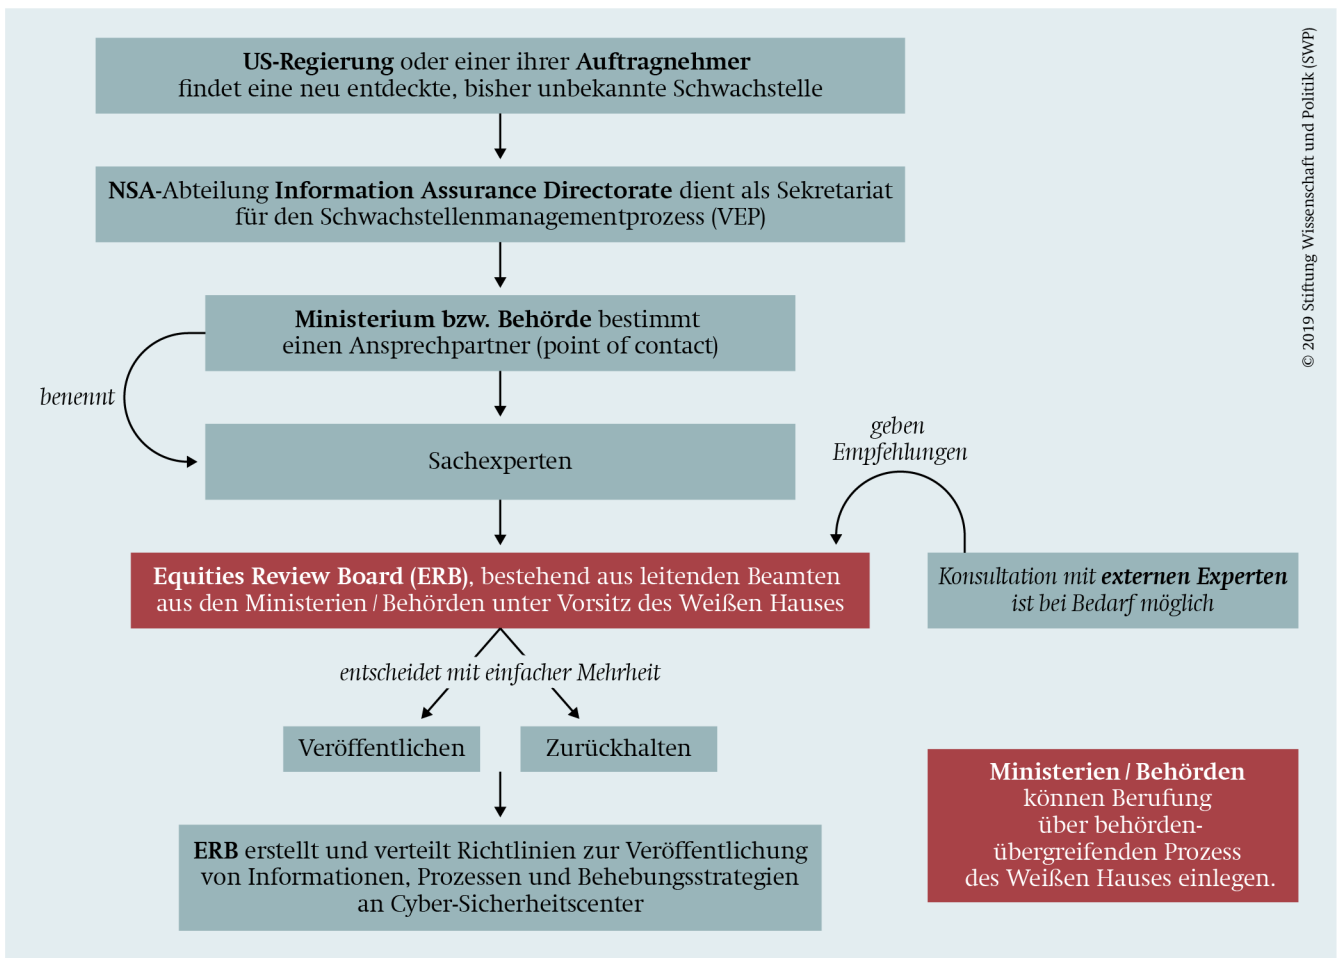 US-Regierung oder einer ihrer Auftragnehmer
findet eine neu entdeckte, bisher unbekannte Schwachstelle
NSA-Abteilung Information Assurance Directorate dient als Sekretariat
für den Schwachstellenmanagementprozess (VEP)
Ministerium bzw. Behörde bestimmt
einen Ansprechpartner (point of contact)
benennt
Sachexperten
geben
Empfehlungen
Equities Review Board (ERB), bestehend aus leitenden Beamten
aus den Ministerien / Behörden unter Vorsitz des Weißen Hauses
Konsultation mit externen Experten
ist bei Bedarf möglich
entscheidet mit einfacher Mehrheit
Veröffentlichen
Zurückhalten
ERB erstellt und verteilt Richtlinien zur Veröffentlichung
von Informationen, Prozessen und Behebungsstrategien
an Cyber-Sicherheitscenter
Ministerien / Behörden
können Berufung
über behörden-
übergreifenden Prozess
des Weißen Hauses einlegen.
© 2019 Stiftung Wissenschaft und Politik (SWP)